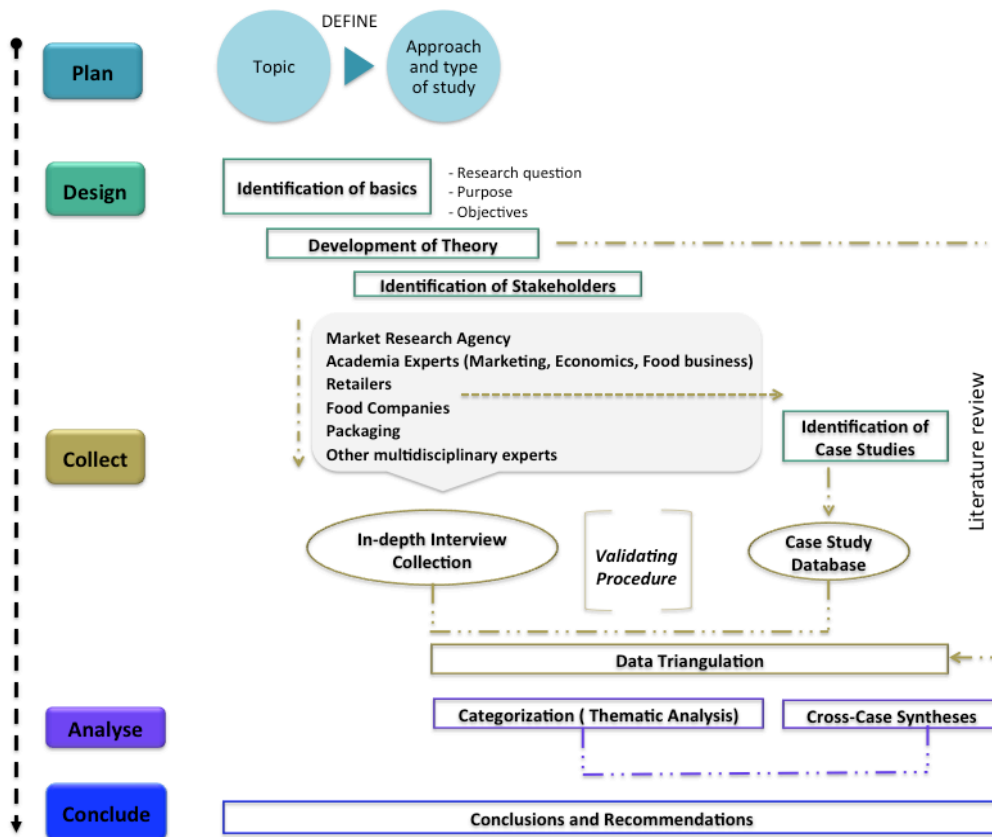 DEFINE
Plan
Topic
Approach
and type
of study
Design
Identification of basics
- Research question
- Purpose
- Objectives
Development of Theory
Identification of Stakeholders
Market Research Agency
Academia Experts (Marketing, Economics, Food business)
Retailers
Food Companies
Packaging
Other multidisciplinary experts
Collect
Identification of
Case Studies
Literature review
In-depth Interview
Collection
Validating
Procedure
Case Study
Database
Data Triangulation
Analyse
Categorization ( Thematic Analysis)
Cross-Case Syntheses
Conclude
Conclusions and Recommendations